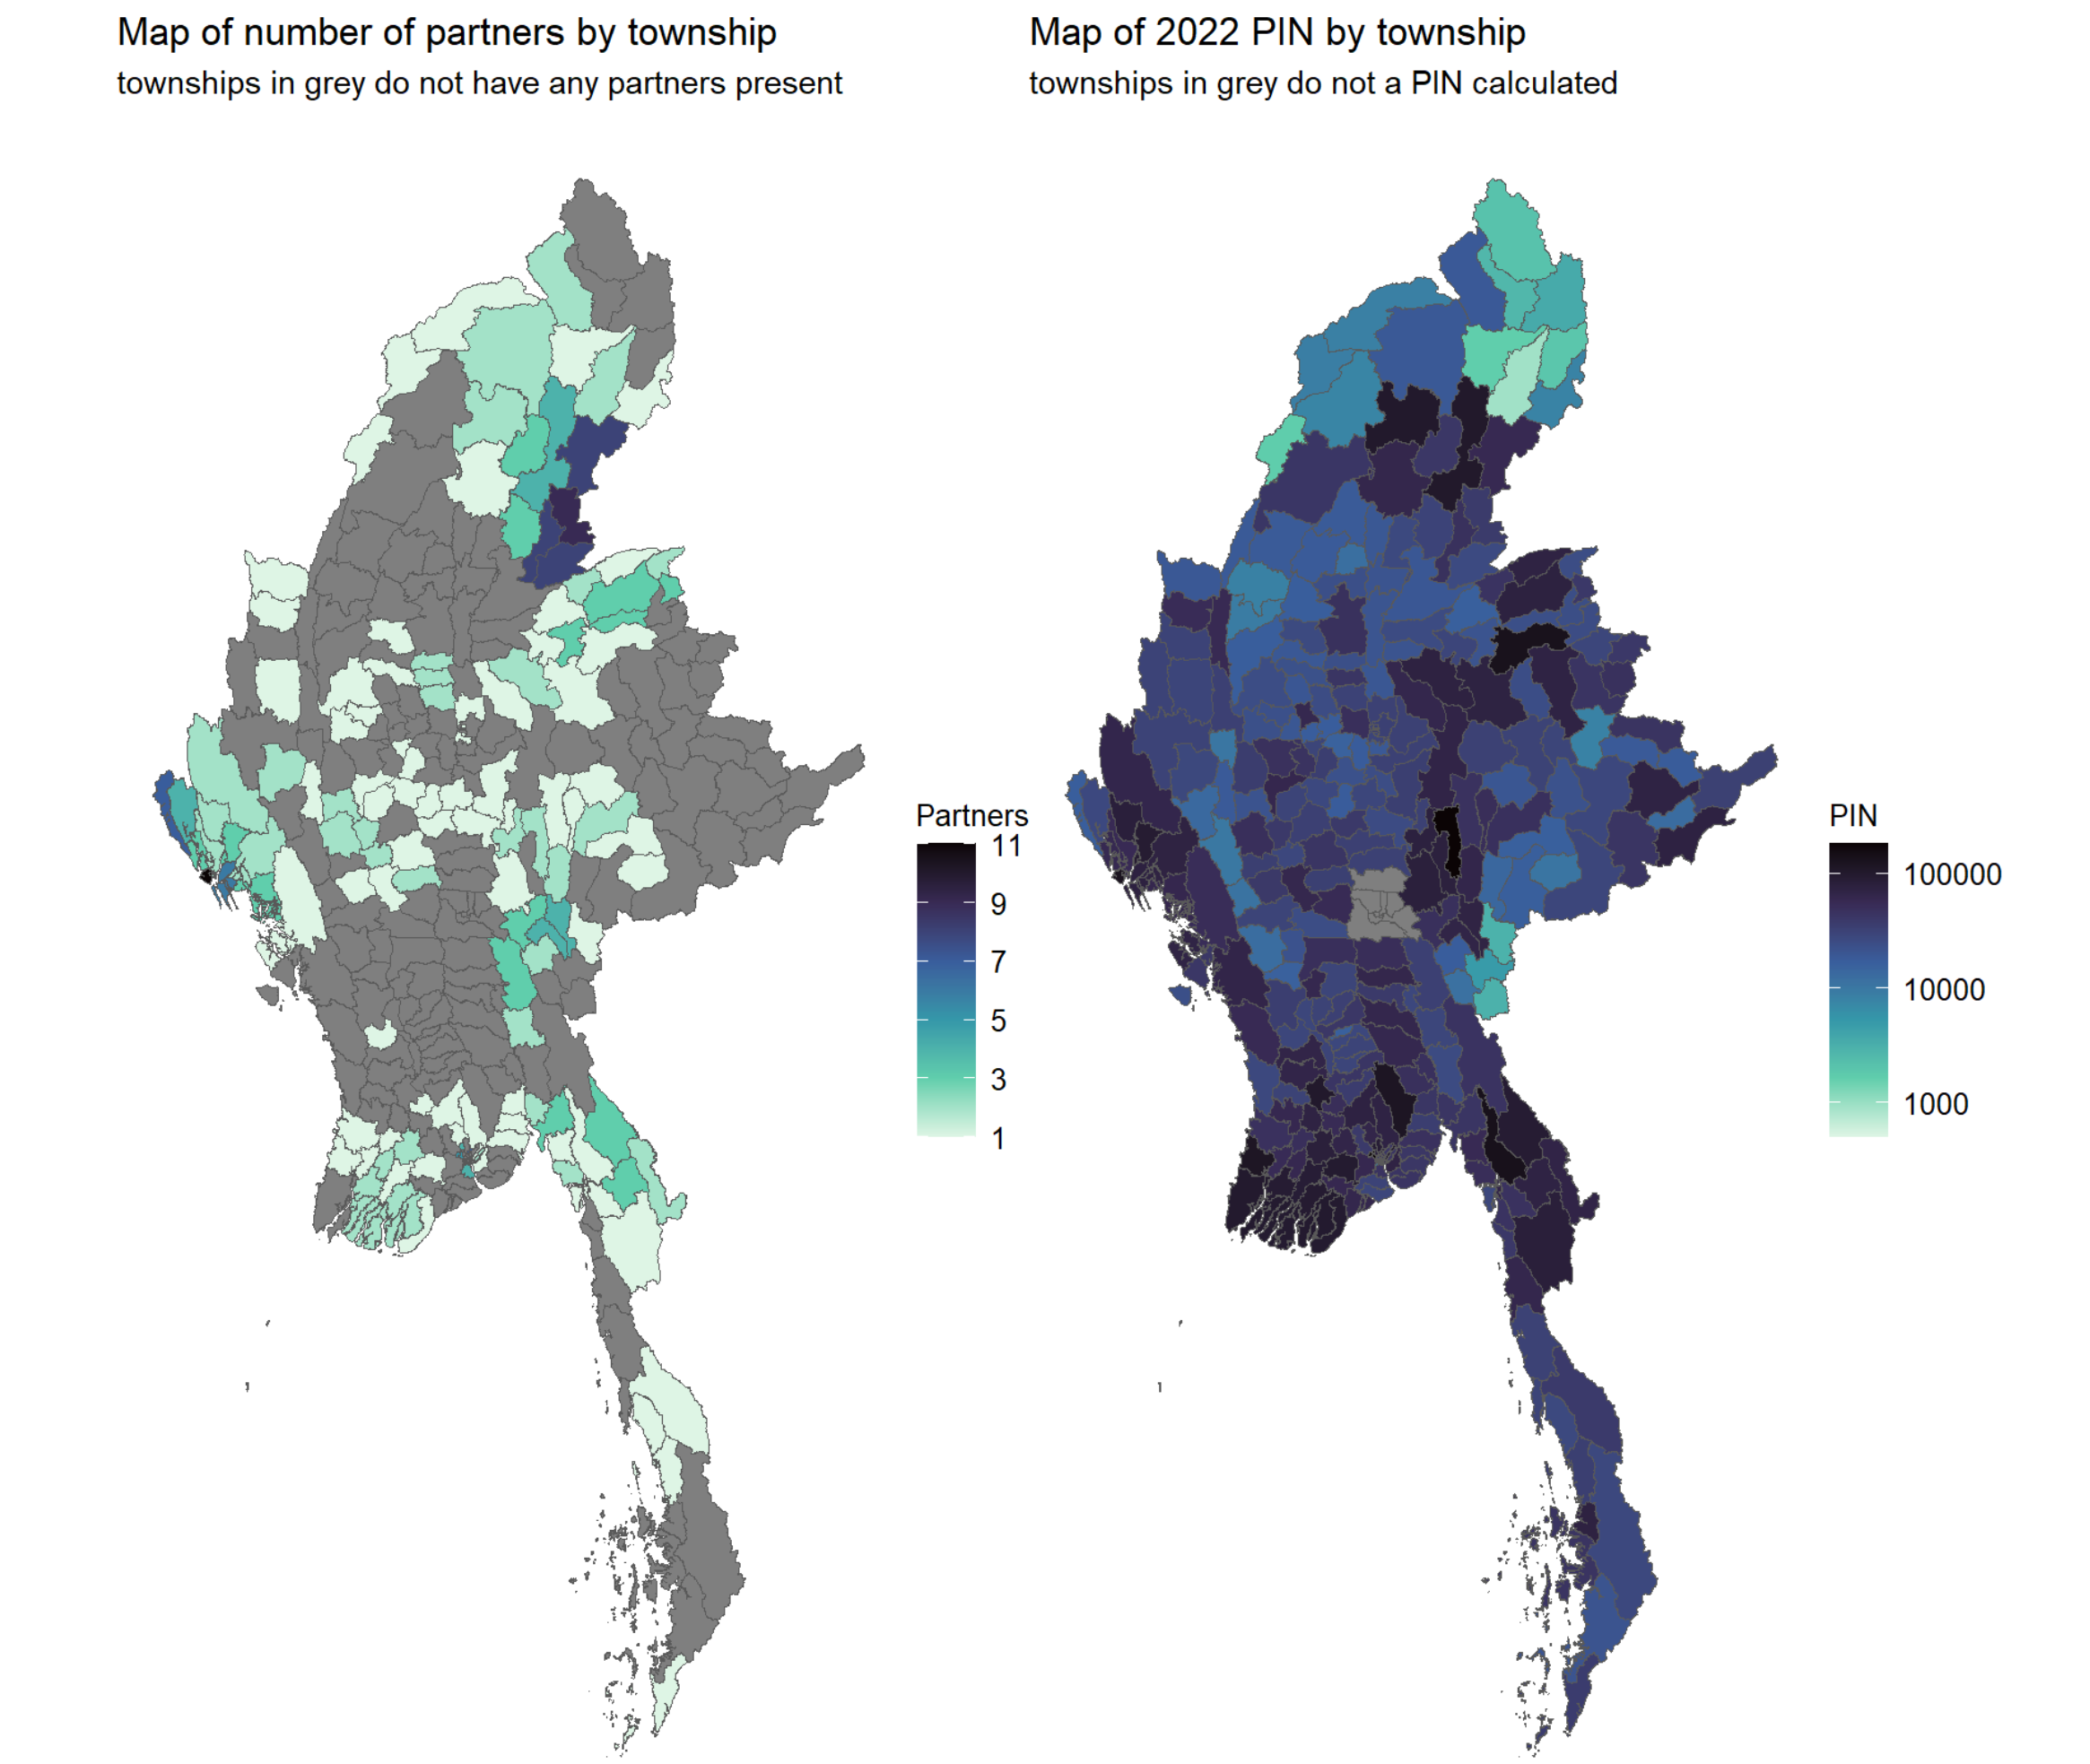 Map of number of partners by township
townships in grey do not have any partners present
Map of 2022 PIN by township
townships in grey do not a PIN calculated
Partners
11
9
7
5
3
1
PIN
100000
10000
1000